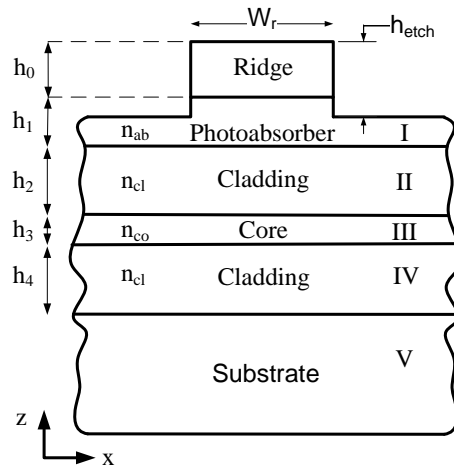 W_r
h_etch
h_0
Ridge
h_1
n_ab Photoabsorber I
h_2
n_cl Cladding II
h_3
n_co Core III
h_4
n_cl Cladding IV
V
Substrate
z
x